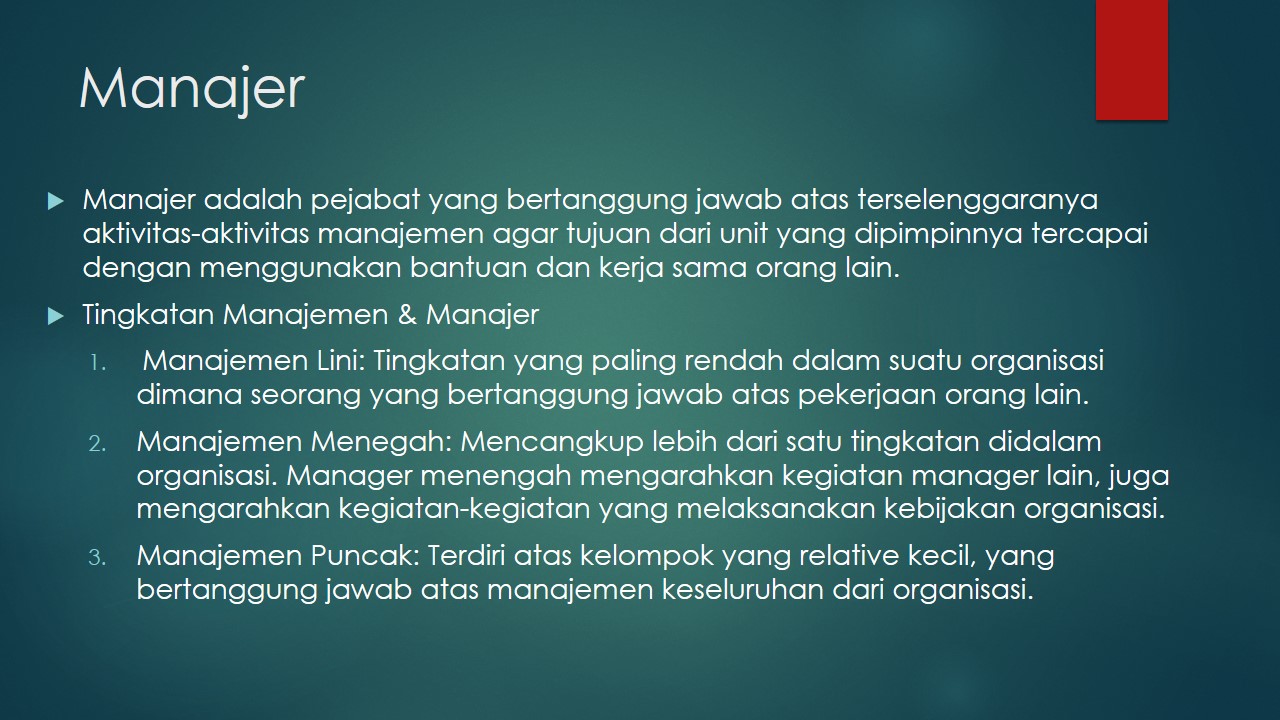 Manajer
▶ Manajer adalah pejabat yang bertanggung jawab atas terselenggaranya
aktivitas-aktivitas manajemen agar tujuan dari unit yang dipimpinnya tercapai
dengan menggunakan bantuan dan kerja sama orang lain.
▶ Tingkatan Manajemen & Manajer
1. Manajemen Lini: Tingkatan yang paling rendah dalam suatu organisasi
dimana seorang yang bertanggung jawab atas pekerjaan orang lain.
2. Manajemen Menegah: Mencangkup lebih dari satu tingkatan didalam
organisasi. Manager menengah mengarahkan kegiatan manager lain, juga
mengarahkan kegiatan-kegiatan yang melaksanakan kebijakan organisasi.
3. Manajemen Puncak: Terdiri atas kelompok yang relative kecil, yang
bertanggung jawab atas manajemen keseluruhan dari organisasi.